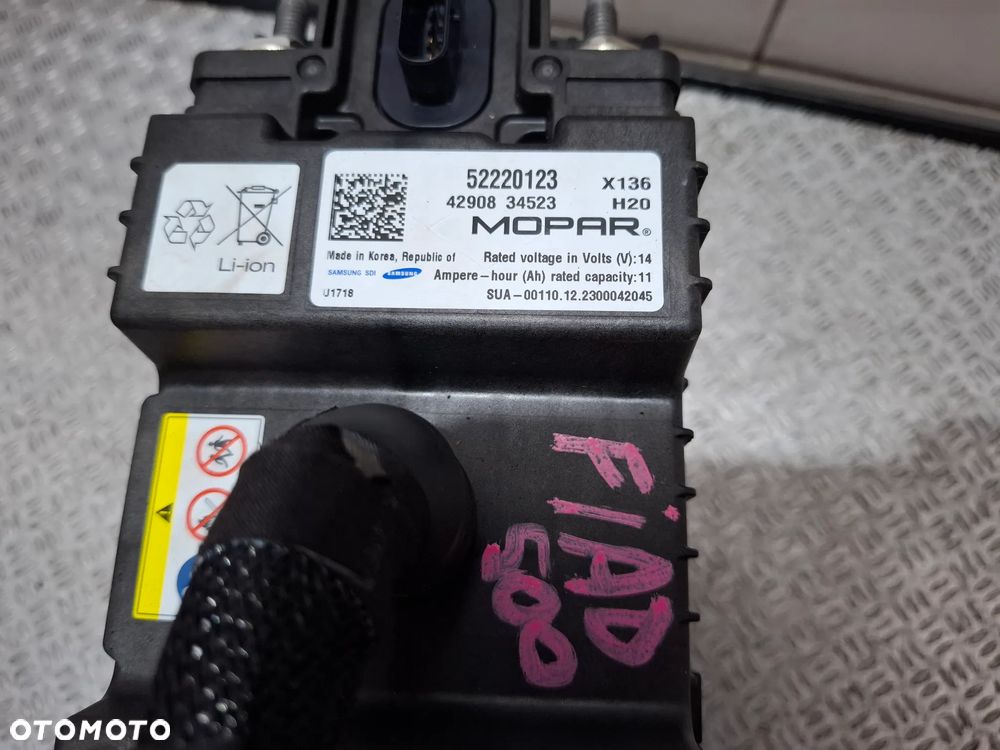 52220123 X136
42908 34523 H20
MOPAR®
Made in Korea, Republic of Rated voltage in Volts (V):14
SAMSUNG SDI SAMSUNG Ampere-hour (Ah) rated capacity:11
U1718 SUA-00110.12.2300042045
Li-ion
FIAD
500
OTOMOTO